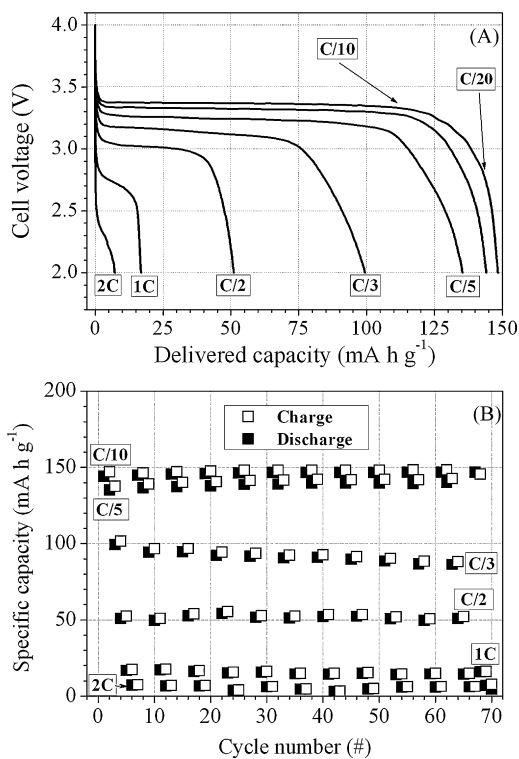 4.0
(A)
C/10
C/20
3.5
3.0
2.5
2.0
Cell voltage (V)
2C
1C
C/2
C/3
C/5
0
25
50
75
100
125
150
Delivered capacity (mA h g-1)
200
(B)
Charge
Discharge
C/10
150
C/5
100
C/3
50
C/2
1C
2C
0
Specific capacity (mA h g-1)
0
10
20
30
40
50
60
70
Cycle number (#)